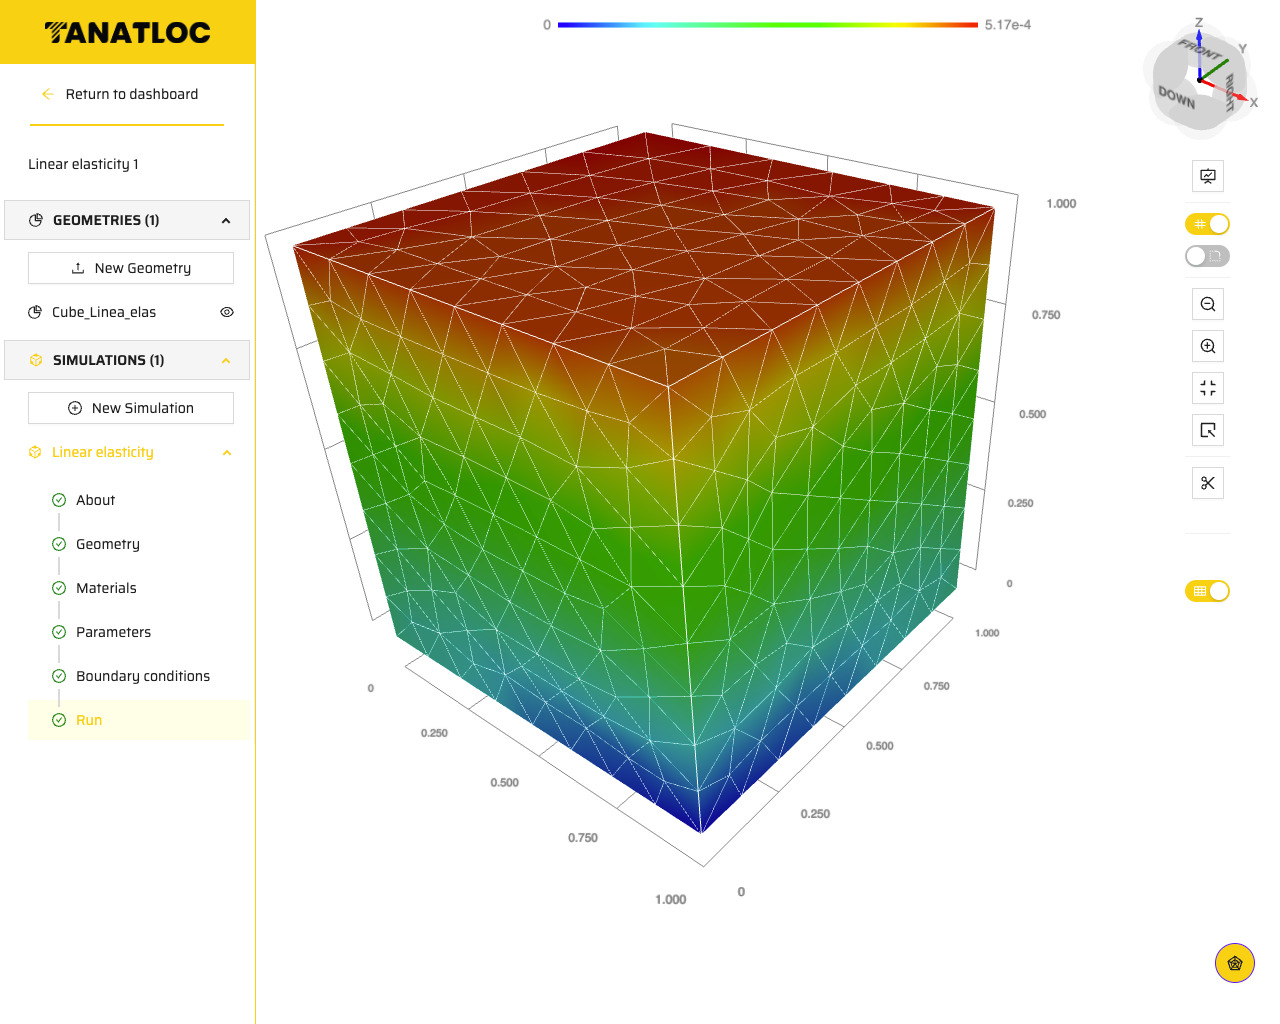 TANATLOC
Return to dashboard
Linear elasticity 1
GEOMETRIES (1)
New Geometry
Cube_Linea_elas
SIMULATIONS (1)
New Simulation
Linear elasticity
About
Geometry
Materials
Parameters
Boundary conditions
Run
0 5.17e-4
Z
Y
X
FRONT
RIGHT
DOWN
1.000
0.750
0.500
0.250
0
1.000
0.750
0.500
0.250
0
0
0.250
0.500
0.750
1.000